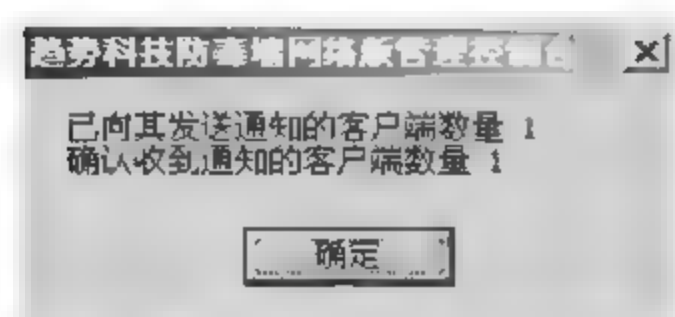 趋势科技防毒墙网络版管理控制台
已向其发送通知的客户端数量 1
确认收到通知的客户端数量 1
确定